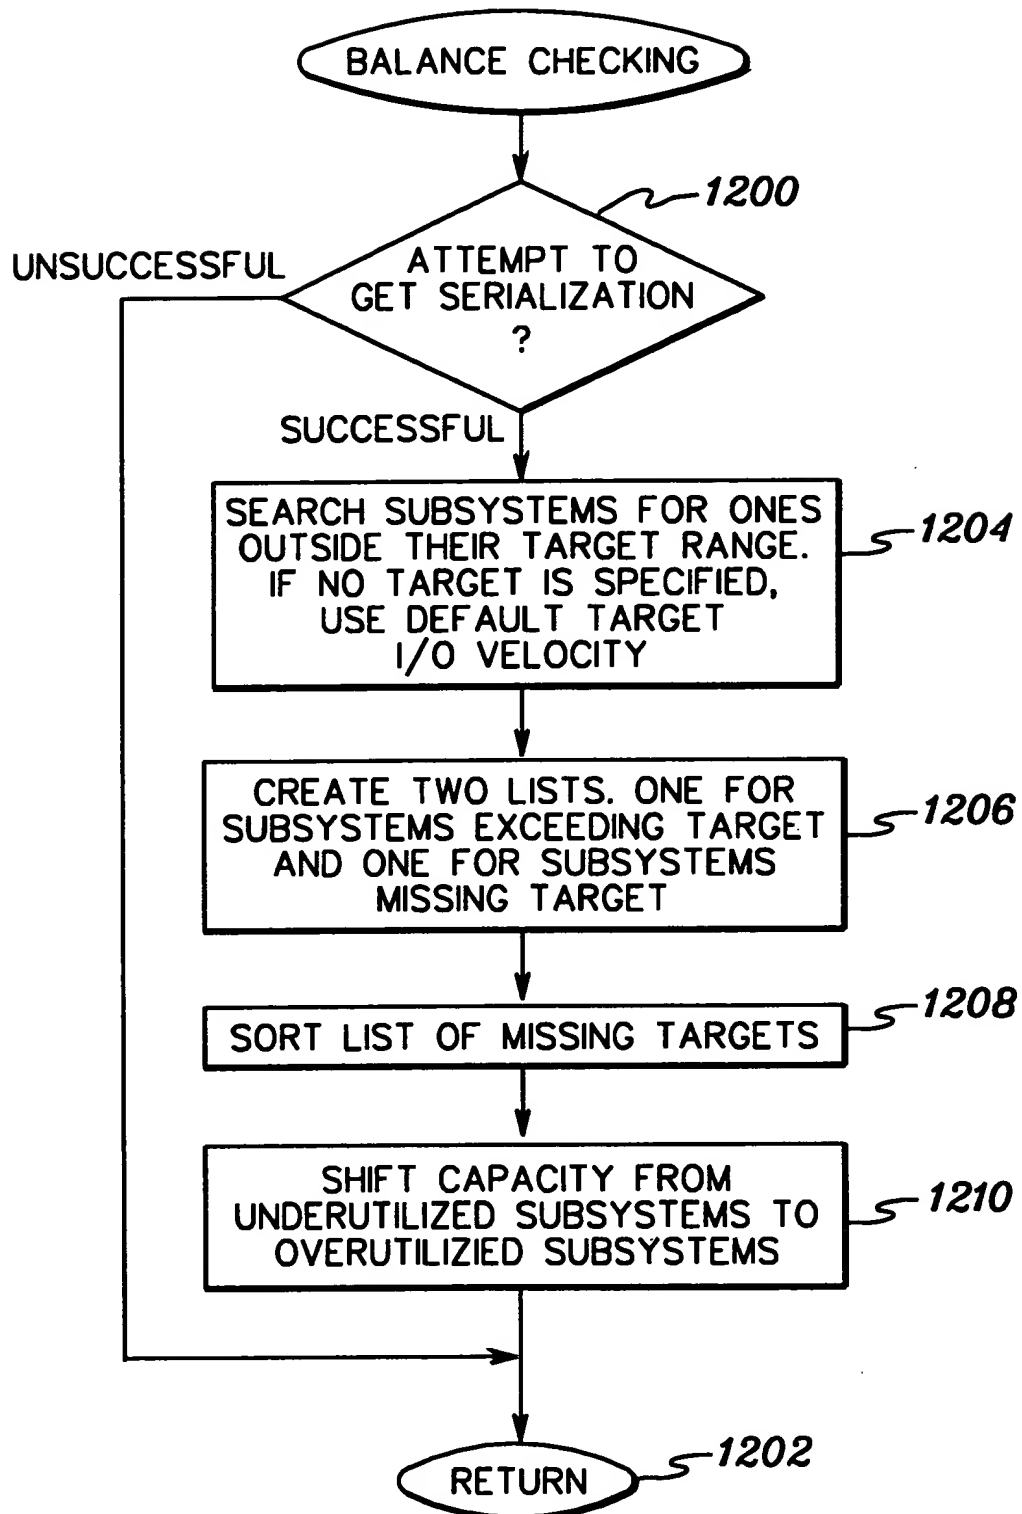 BALANCE CHECKING
1200
ATTEMPT TO
GET SERIALIZATION
?
UNSUCCESSFUL
SUCCESSFUL
SEARCH SUBSYSTEMS FOR ONES
OUTSIDE THEIR TARGET RANGE.
IF NO TARGET IS SPECIFIED,
USE DEFAULT TARGET
I/O VELOCITY
1204
CREATE TWO LISTS. ONE FOR
SUBSYSTEMS EXCEEDING TARGET
AND ONE FOR SUBSYSTEMS
MISSING TARGET
1206
SORT LIST OF MISSING TARGETS
1208
SHIFT CAPACITY FROM
UNDERUTILIZED SUBSYSTEMS TO
OVERUTILIZIED SUBSYSTEMS
1210
RETURN
1202